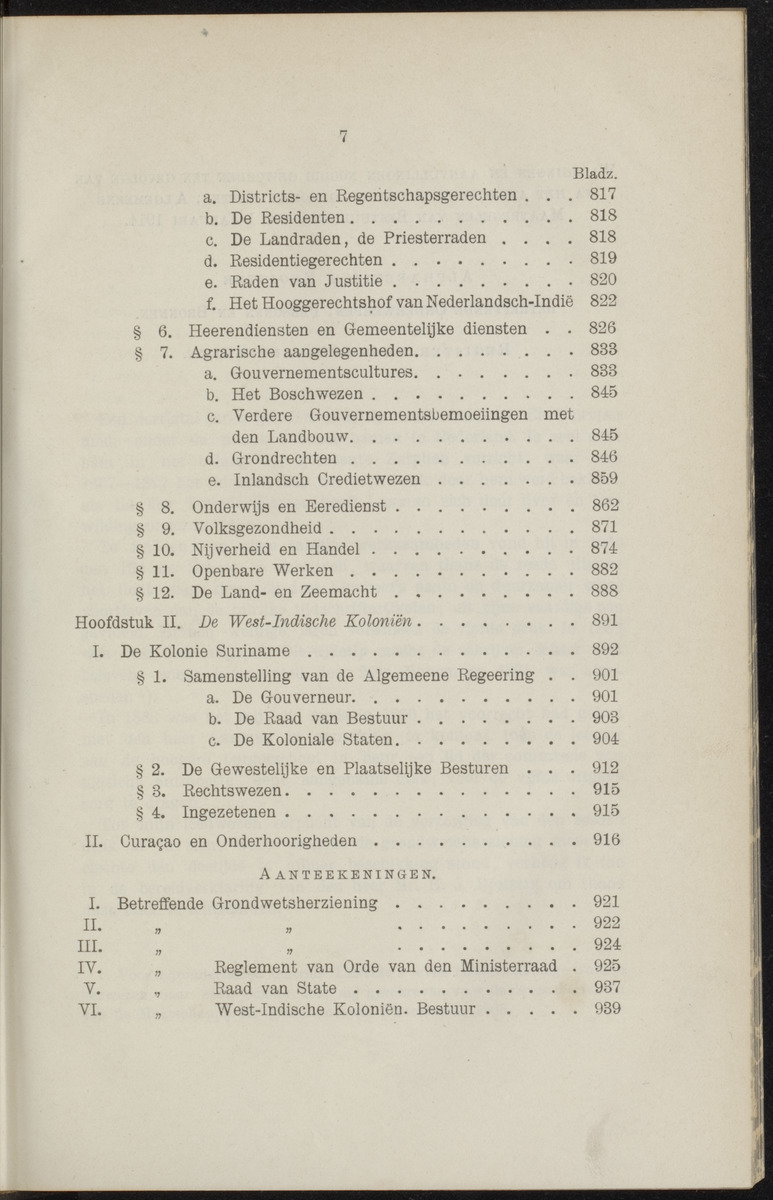 7
Bladz.
a. Districts- en Regentschapsgerechten . . . 817
b. De Residenten . . . . . . . . . . . 818
c. De Landraden, de Priesterraden . . . . 818
d. Residentiegerechten . . . . . . . . . 819
e. Raden van Justitie . . . . . . . . . 820
f. Het Hooggerechtshof van Nederlandsch-Indië 822
§ 6. Heerendiensten en Gemeentelijke diensten . . 826
§ 7. Agrarische aangelegenheden. . . . . . . . 833
a. Gouvernementscultures. . . . . . . . 833
b. Het Boschwezen . . . . . . . . . . 845
c. Verdere Gouvernementsbemoeiingen met
den Landbouw. . . . . . . . . . . 845
d. Grondrechten . . . . . . . . . . . 846
e. Inlandsch Credietwezen . . . . . . . 859
§ 8. Onderwijs en Eeredienst . . . . . . . . . 862
§ 9. Volksgezondheid . . . . . . . . . . . . 871
§ 10. Nijverheid en Handel . . . . . . . . . . 874
§ 11. Openbare Werken . . . . . . . . . . . 882
§ 12. De Land- en Zeemacht . . . . . . . . . 888
Hoofdstuk II. De West-Indische Koloniën . . . . . . . . 891
I. De Kolonie Suriname . . . . . . . . . . . . . 892
§ 1. Samenstelling van de Algemeene Regeering . . 901
a. De Gouverneur. . . . . . . . . . . 901
b. De Raad van Bestuur . . . . . . . . 903
c. De Koloniale Staten. . . . . . . . . 904
§ 2. De Gewestelijke en Plaatselijke Besturen . . . 912
§ 3. Rechtswezen. . . . . . . . . . . . . . 915
§ 4. Ingezetenen . . . . . . . . . . . . . . 915
II. Curaçao en Onderhoorigheden . . . . . . . . . . 916
AANTEEKENINGEN.
I. Betreffende Grondwetsherziening . . . . . . . . . 921
II. „ „ . . . . . . . . . 922
III. „ „ . . . . . . . . . 924
IV. „ Reglement van Orde van den Ministerraad . 925
V. „ Raad van State . . . . . . . . . . . 937
VI. „ West-Indische Koloniën. Bestuur . . . . . 939